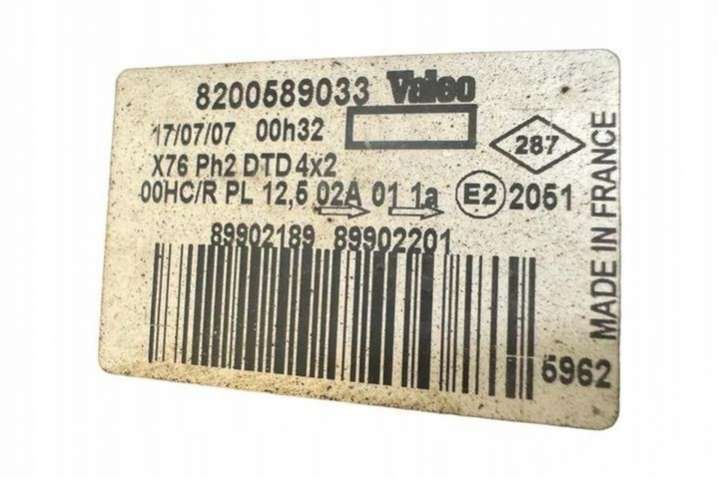 8200589033 Valeo
17/07/07 00h32
287
X76 Ph2 DTD 4x2
00HC/R PL 12,5 02A 01 1a E2 2051
89902189 89902201
5962
MADE IN FRANCE